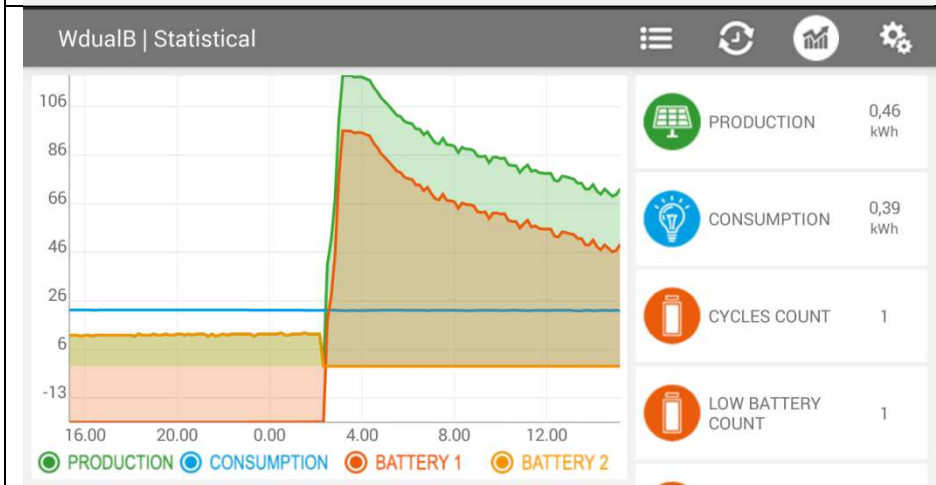 WdualB | Statistical
106
86
66
46
26
6
-13
16.00 20.00 0.00 4.00 8.00 12.00
PRODUCTION CONSUMPTION BATTERY 1 BATTERY 2
PRODUCTION 0,46 kWh
CONSUMPTION 0,39 kWh
CYCLES COUNT 1
LOW BATTERY COUNT 1